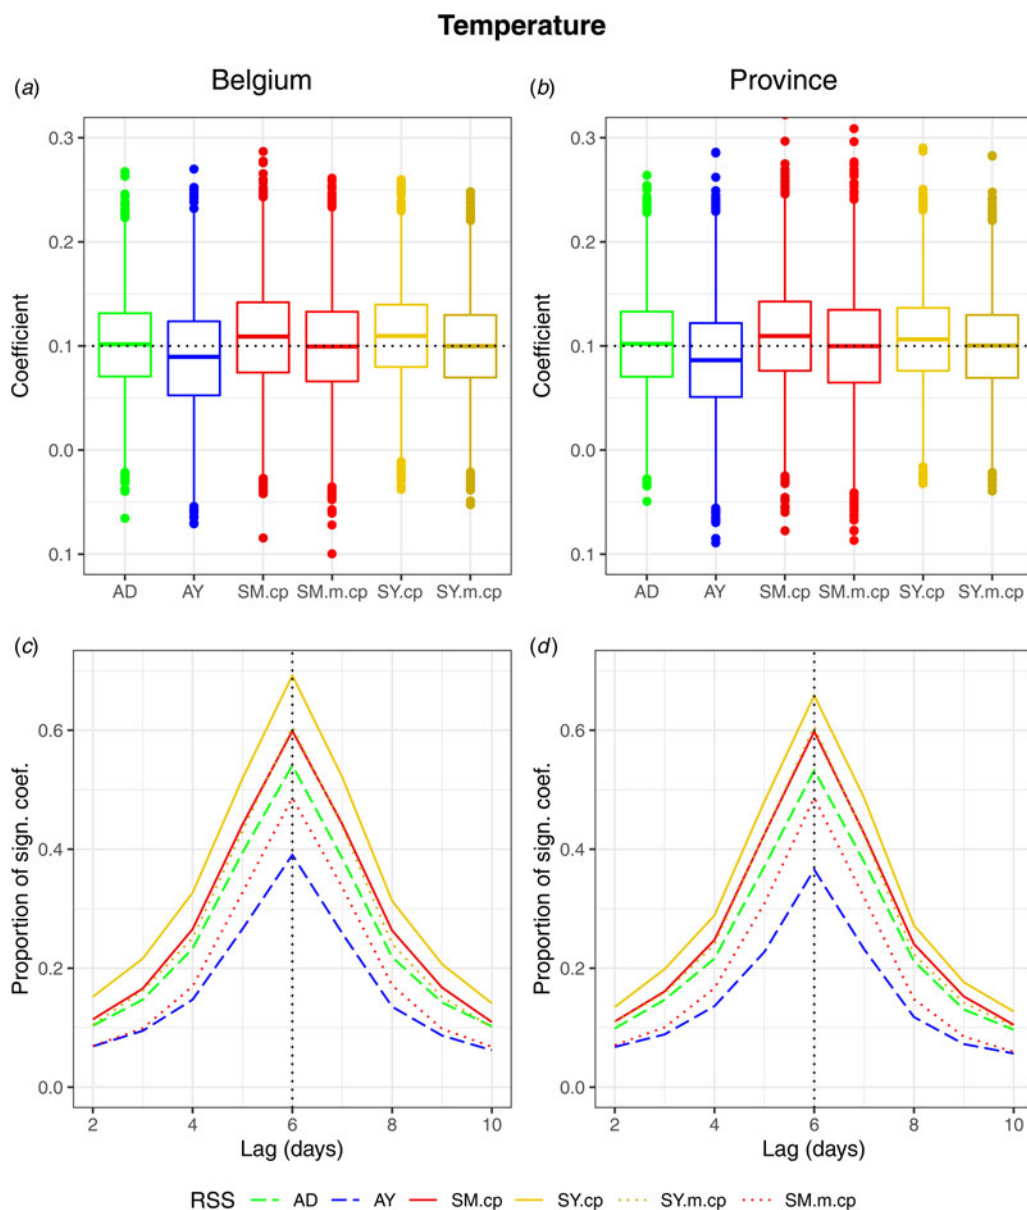 Temperature
(a) Belgium
(b) Province
0.3
0.2
0.1
0.0
0.1
Coefficient
AD AY SM.cp SM.m.cp SY.cp SY.m.cp
0.3
0.2
0.1
0.0
0.1
Coefficient
AD AY SM.cp SM.m.cp SY.cp SY.m.cp
(c)
0.6
0.4
0.2
0.0
Proportion of sign. coef.
2 4 6 8 10
Lag (days)
(d)
0.6
0.4
0.2
0.0
Proportion of sign. coef.
2 4 6 8 10
Lag (days)
RSS AD AY SM.cp SY.cp SY.m.cp SM.m.cp